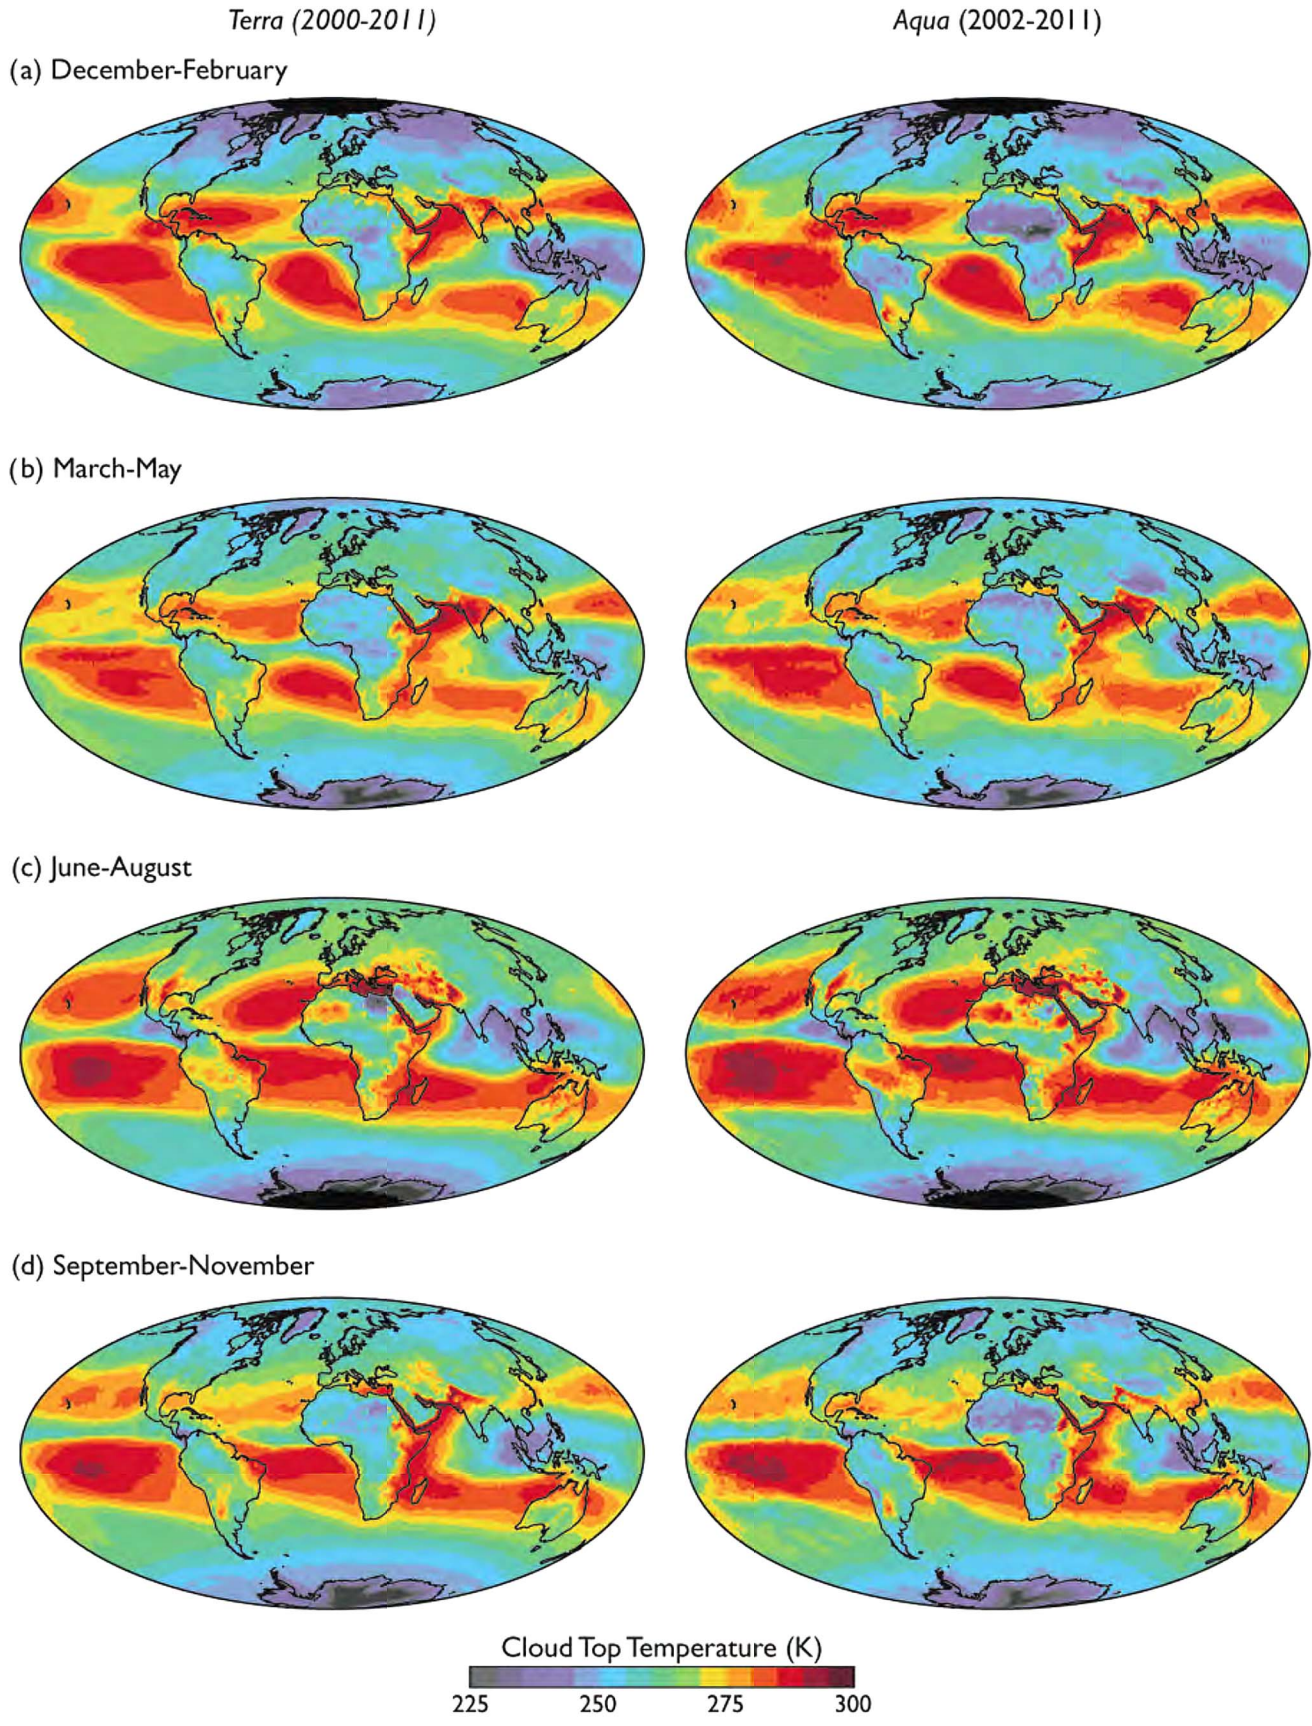 Terra (2000-2011) Aqua (2002-2011)
(a) December-February
(b) March-May
(c) June-August
(d) September-November
Cloud Top Temperature (K)
225 250 275 300